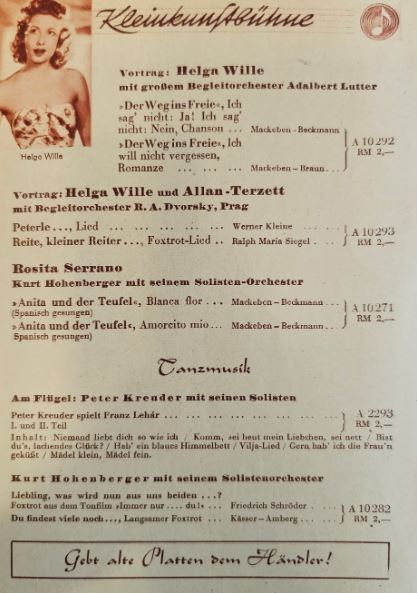 Kleinkunstbühne
Helga Wille
Vortrag: Helga Wille
mit großem Begleitorchester Adalbert Lutter
»Der Weg ins Freie«, Ich
sag' nicht: Ja! Ich sag'
nicht: Nein, Chanson ... Mackeben - Beckmann
»Der Weg ins Freie«, Ich
will nicht vergessen,
Romanze ... ... ... Mackeben – Braun ...
A 10292
RM 2,—
Vortrag: Helga Wille und Allan-Terzett
mit Begleitorchester R. A. Dvorsky, Prag
Peterle..., Lied ... ... ... ... ... Werner Kleine ... ...
Reite, kleiner Reiter..., Foxtrot-Lied .. Ralph Maria Siegel . ..
A 10293
RM 2,—
Rosita Serrano
Kurt Hohenberger mit seinem Solisten-Orchester
»Anita und der Teufel«, Blanca flor ... Mackeben – Beckmann ...
(Spanisch gesungen)
»Anita und der Teufel«, Amorcito mio... Mackeben – Beckmann ...
Spanisch gesungen)
A 10271
RM 2,—
Tanzmusik
Am Flügel: Peter Kreuder mit seinen Solisten
Peter Kreuder spielt Franz Lehár ... ... ... ... ... ... ... ... ...
I. und II. Teil
A 2293
RM 2,—
Inhalt: Niemand liebt dich so wie ich / Komm, sei heut mein Liebchen, sei nett / Bist
du's, lachendes Glück? / Hab' ein blaues Himmelbett / Vilja-Lied / Gern hab' ich die Frau'n
geküßt / Mädel klein, Mädel fein.
Kurt Hohenberger mit seinem Solistenorchester
Liebling, was wird nun aus uns beiden ...?
Foxtrot aus dem Tonfilm »Immer nur .... du!« .. Friedrich Schröder . ...
Du findest viele noch..., Langsamer Foxtrot ... Kässer – Amberg ... ...
A 10282
RM 2,—
Gebt alte Platten dem Händler!